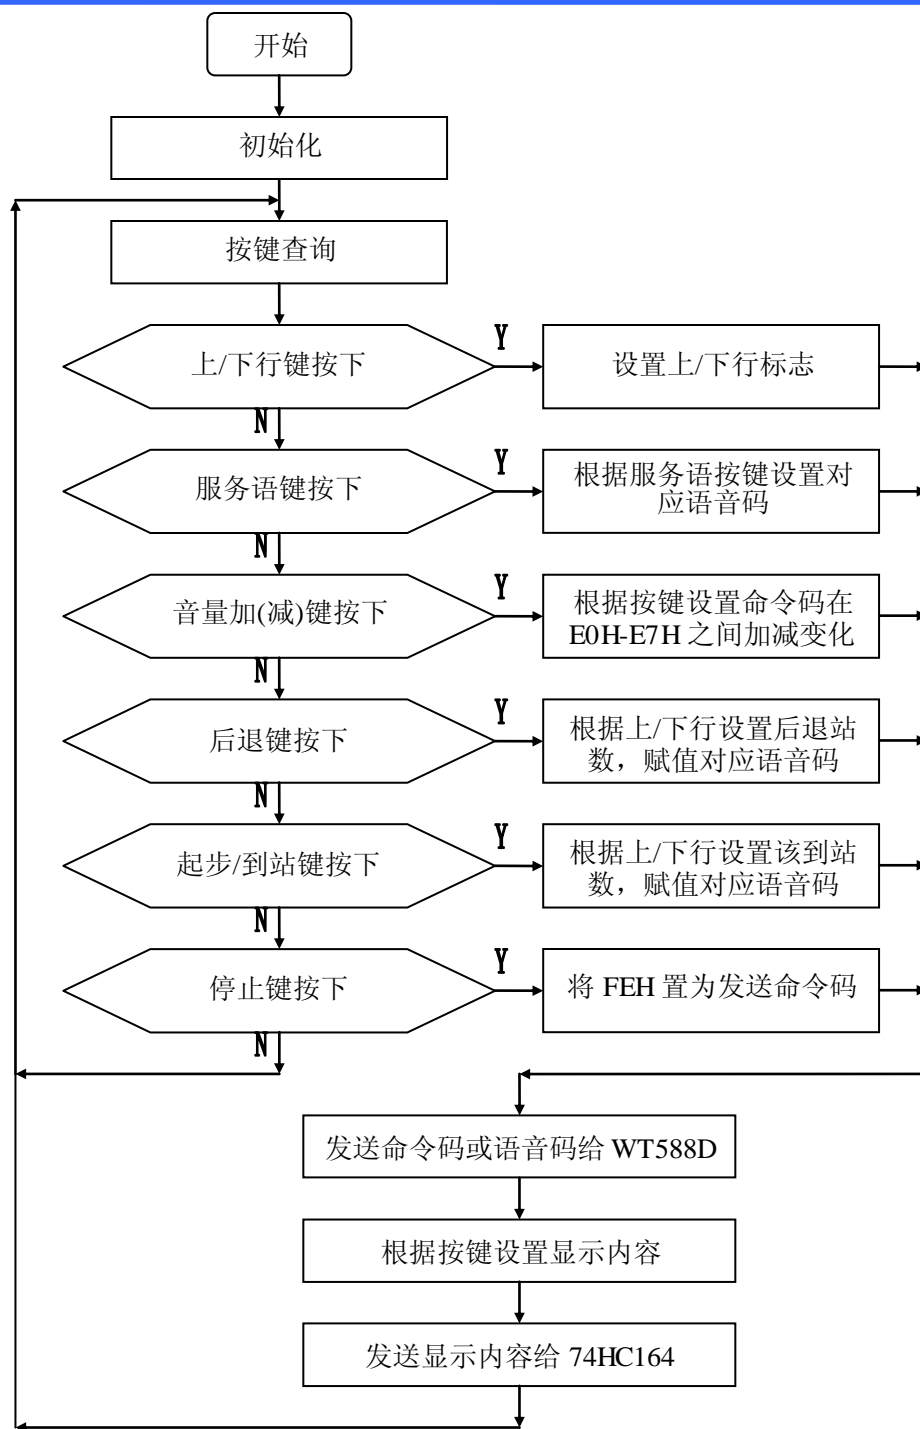 开始
初始化
按键查询
上/下行键按下
Y
设置上/下行标志
N
服务语键按下
Y
根据服务语按键设置对
应语音码
N
音量加(减)键按下
Y
根据按键设置命令码在
E0H-E7H 之间加减变化
N
后退键按下
Y
根据上/下行设置后退站
数，赋值对应语音码
N
起步/到站键按下
Y
根据上/下行设置该到站
数，赋值对应语音码
N
停止键按下
Y
将 FEH 置为发送命令码
N
发送命令码或语音码给 WT588D
根据按键设置显示内容
发送显示内容给 74HC164